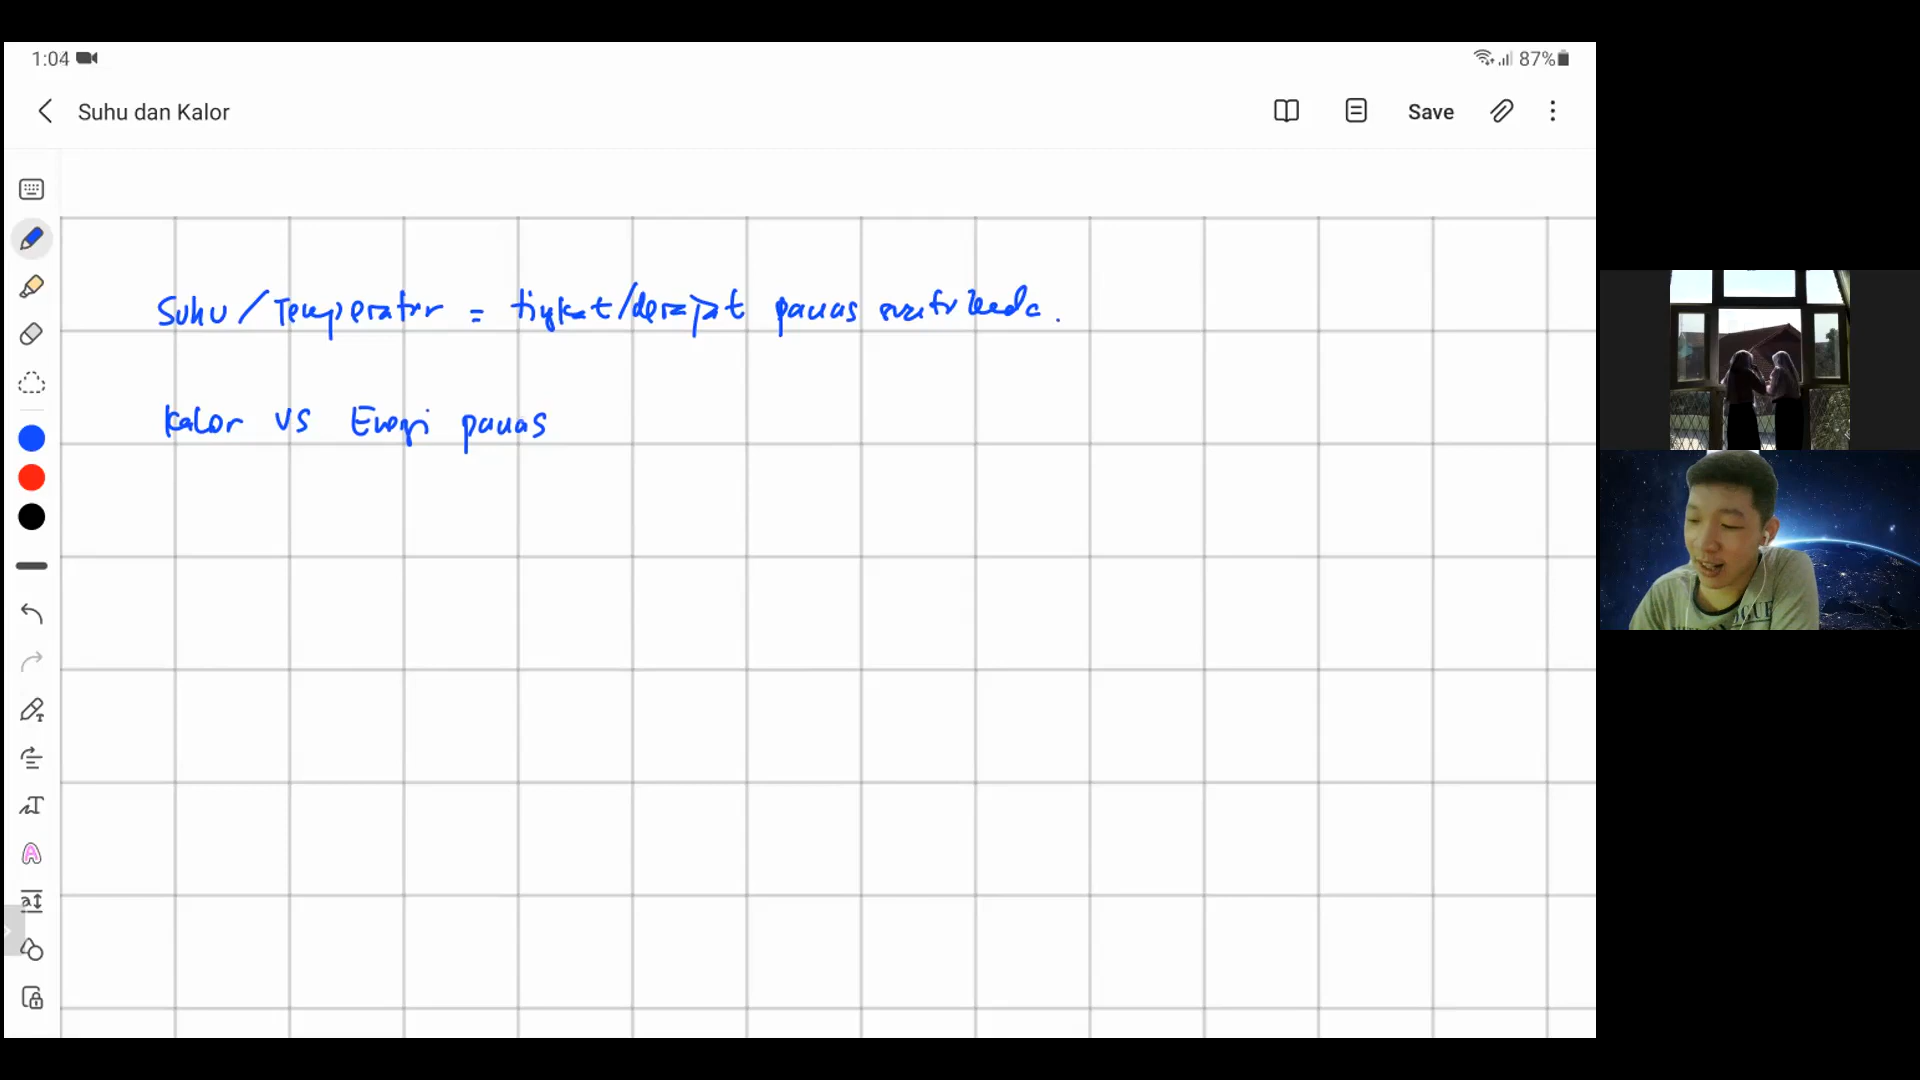 1:04
87%
Suhu dan Kalor
Save
Suhu/Temperatur = tingkat/derajat panas suatu benda.
Kalor vs Energi panas